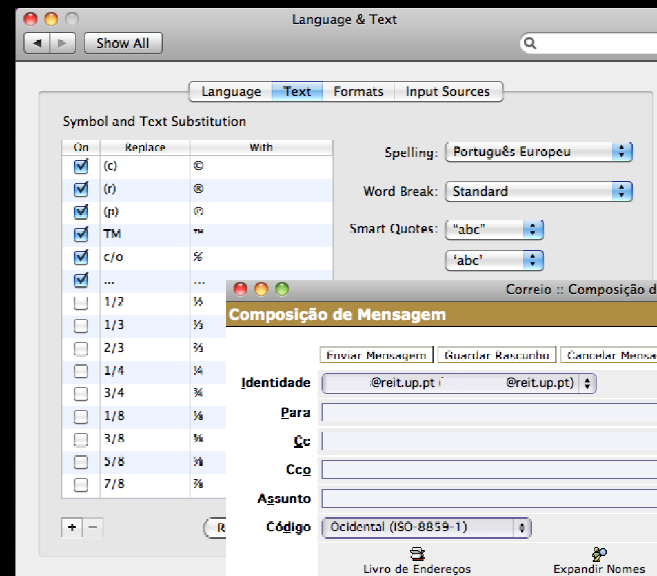 Language & Text
Show All
Language Text Formats Input Sources
Symbol and Text Substitution
On Replace With
(c) ©
(r) ®
(p) ℗
TM ™
c/o ℅
... …
1/2 ½
1/3 ⅓
2/3 ⅔
1/4 ¼
3/4 ¾
1/8 ⅛
3/8 ⅜
5/8 ⅝
7/8 ⅞
+ −
R
Spelling: Português Europeu
Word Break: Standard
Smart Quotes: “abc”
‘abc’
Correio :: Composição d
Composição de Mensagem
Enviar Mensagem Guardar Rascunho Cancelar Mensa
Identidade @reit.up.pt ( @reit.up.pt)
Para
Cc
Cco
Assunto
Código Ocidental (ISO-8859-1)
Livro de Endereços Expandir Nomes